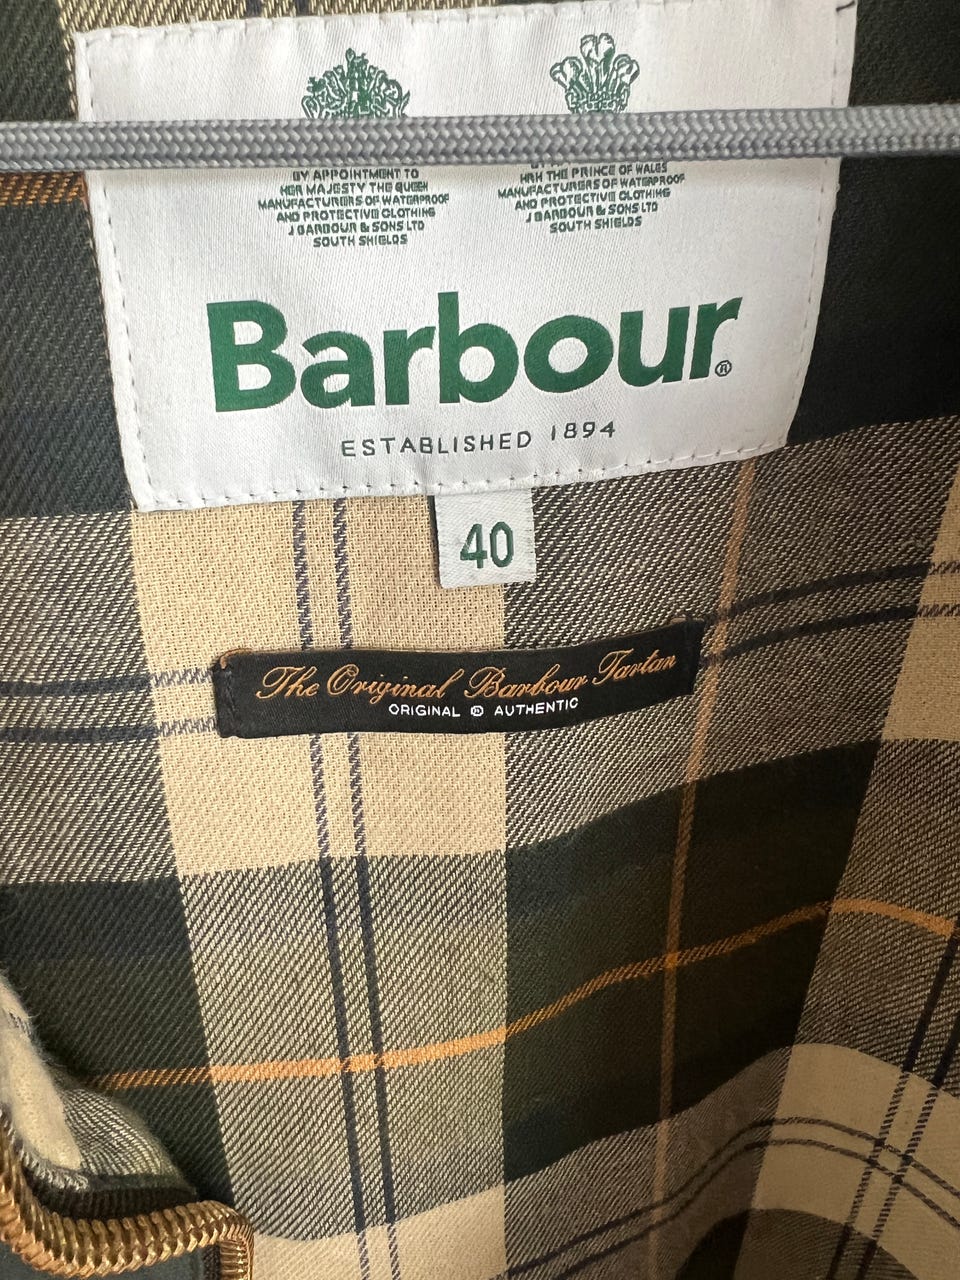 BY APPOINTMENT TO
HER MAJESTY THE QUEEN
MANUFACTURERS OF WATERPROOF
AND PROTECTIVE CLOTHING
J BARBOUR & SONS LTD
SOUTH SHIELDS
HRH THE PRINCE OF WALES
MANUFACTURERS OF WATERPROOF
AND PROTECTIVE CLOTHING
J BARBOUR & SONS LTD
SOUTH SHIELDS
Barbour®
ESTABLISHED 1894
40
The Original Barbour Tartan
ORIGINAL ® AUTHENTIC